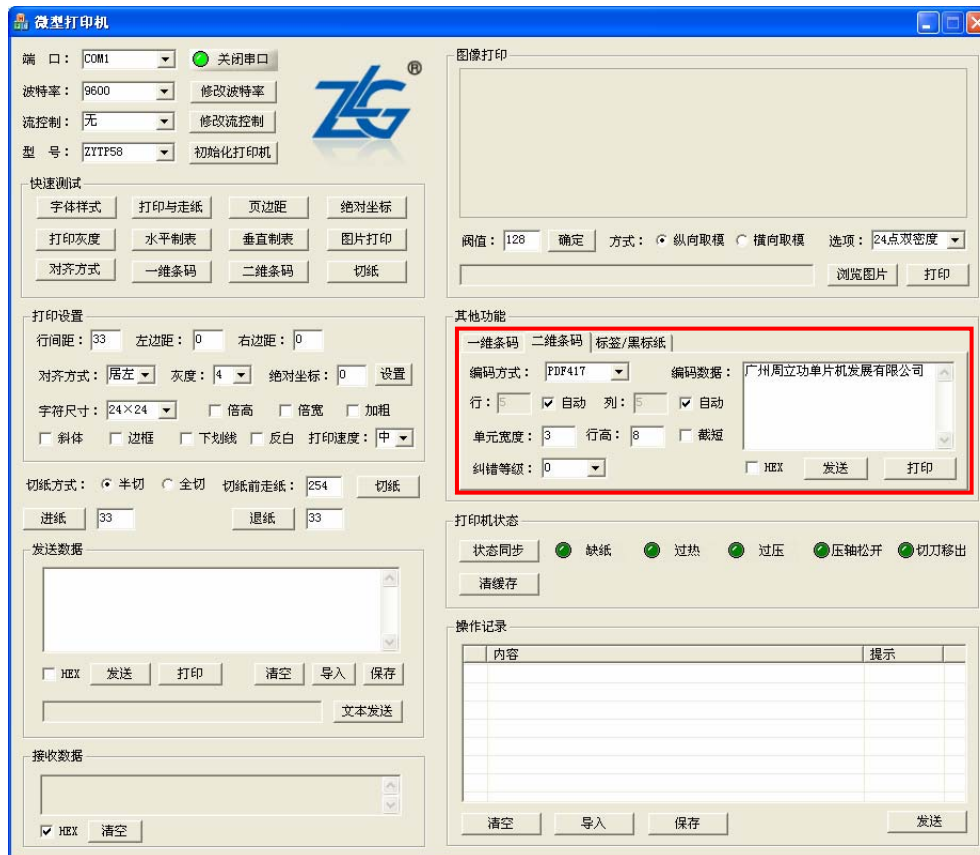 微型打印机
端 口： COM1 关闭串口
波特率： 9600 修改波特率
流控制： 无 修改流控制
型 号： ZYTP58 初始化打印机
ZLG ®
快速测试
字体样式 打印与走纸 页边距 绝对坐标
打印灰度 水平制表 垂直制表 图片打印
对齐方式 一维条码 二维条码 切纸
打印设置
行间距： 33 左边距： 0 右边距： 0
对齐方式： 居左 灰度： 4 绝对坐标： 0 设置
字符尺寸： 24×24 倍高 倍宽 加粗
斜体 边框 下划线 反白 打印速度： 中
切纸方式： 半切 全切 切纸前走纸： 254 切纸
进纸 33 退纸 33
发送数据
HEX 发送 打印 清空 导入 保存
文本发送
接收数据
HEX 清空
图像打印
阀值： 128 确定 方式： 纵向取模 横向取模 选项： 24点双密度
浏览图片 打印
其他功能
一维条码 二维条码 标签/黑标纸
编码方式： PDF417 编码数据： 广州周立功单片机发展有限公司
行： 5 自动 列： 5 自动
单元宽度： 3 行高： 8 截短
纠错等级： 0 HEX 发送 打印
打印机状态
状态同步 缺纸 过热 过压 压轴松开 切刀移出
清缓存
操作记录
内容 提示
清空 导入 保存 发送